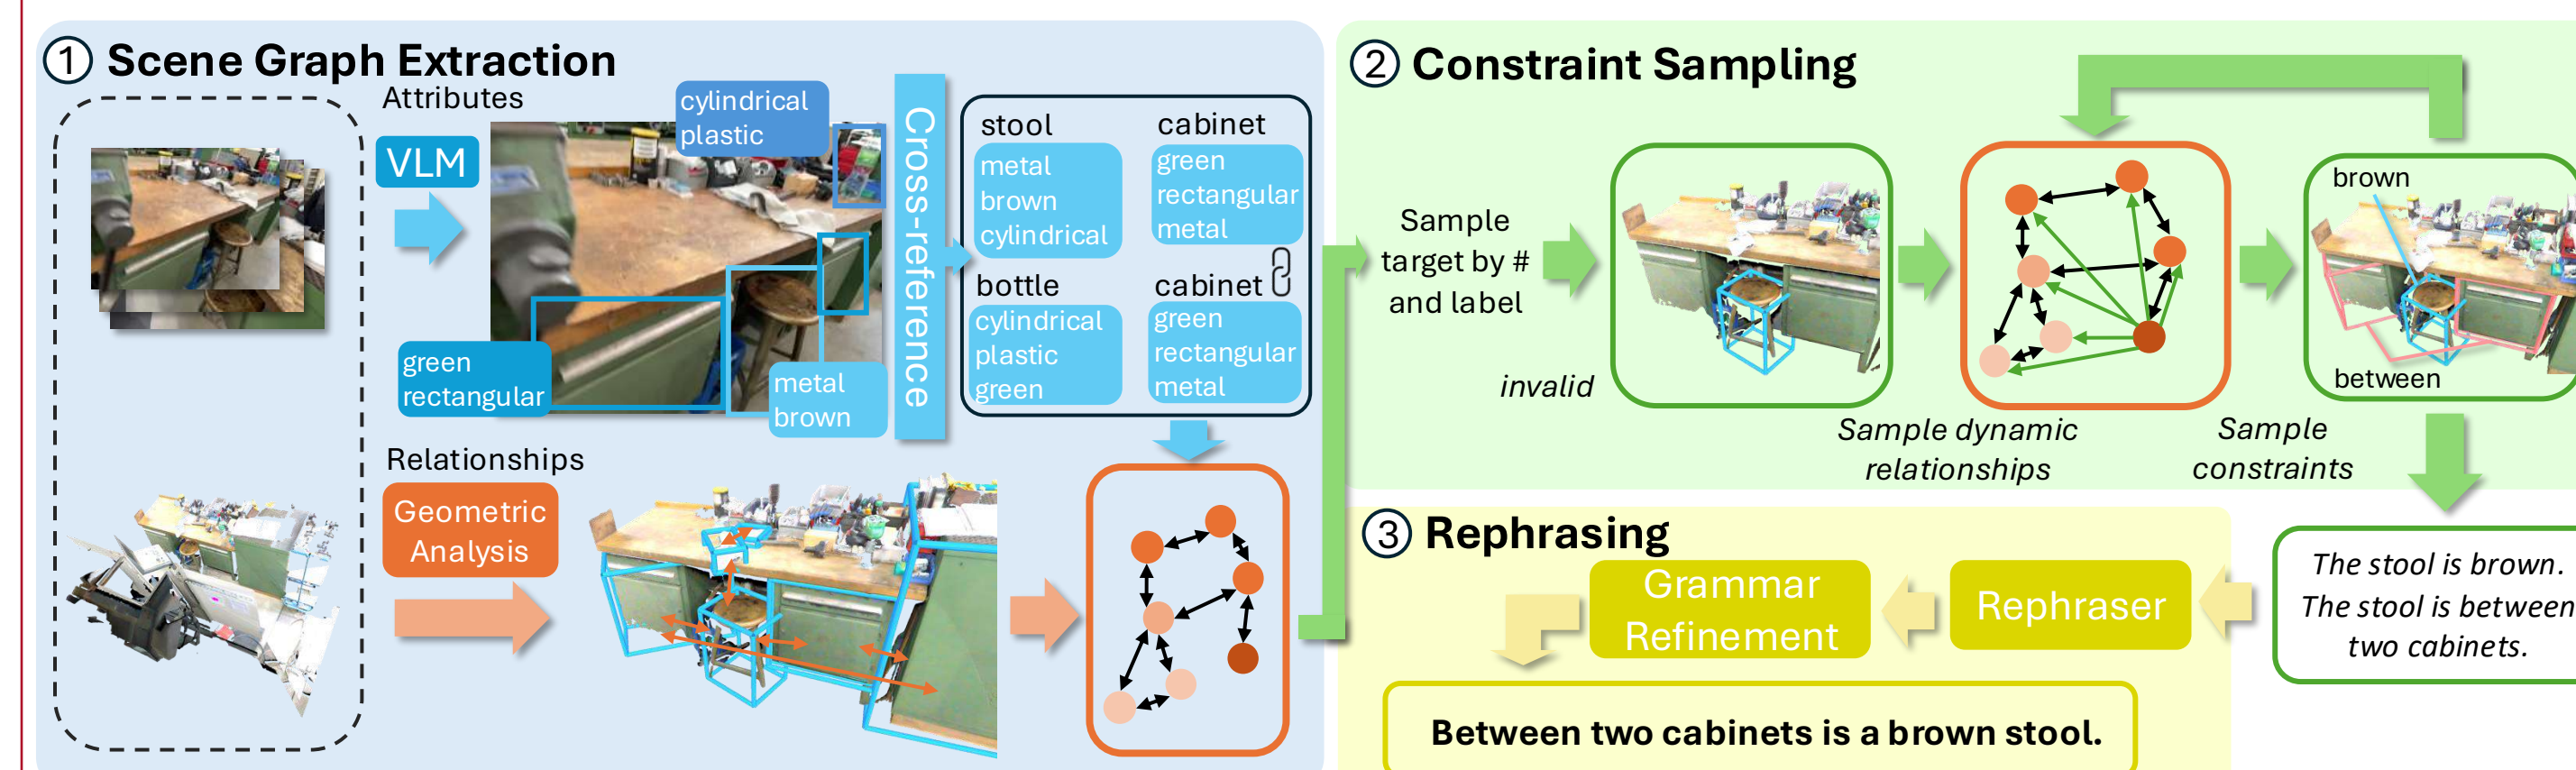 1 Scene Graph Extraction
Attributes
VLM
cylindrical
plastic
green
rectangular
metal
brown
Cross-reference
stool
metal
brown
cylindrical
cabinet
green
rectangular
metal
bottle
cylindrical
plastic
green
cabinet
green
rectangular
metal
Relationships
Geometric
Analysis
2 Constraint Sampling
Sample
target by #
and label
invalid
Sample dynamic
relationships
Sample
constraints
brown
between
The stool is brown.
The stool is between
two cabinets.
3 Rephrasing
Rephraser
Grammar
Refinement
Between two cabinets is a brown stool.